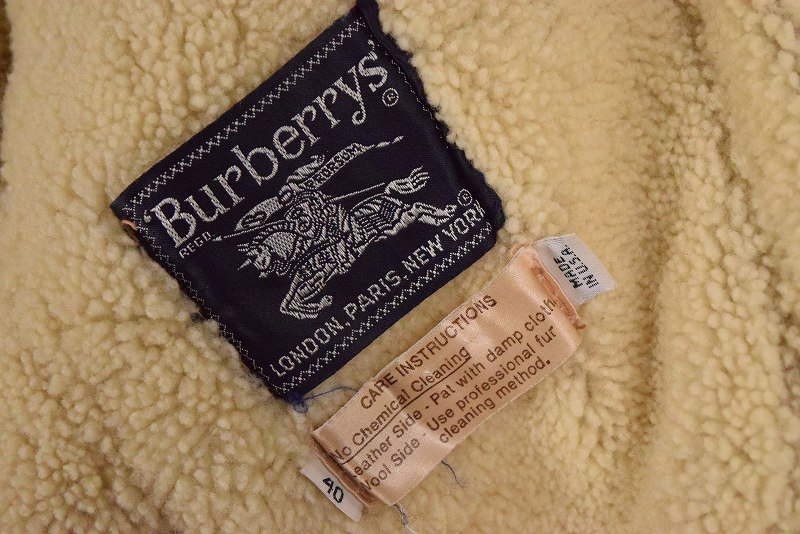 Burberrys®
REGD.
PRORSUM
®
LONDON, PARIS, NEW YORK
MADE
IN U.S.A.
CARE INSTRUCTIONS
No Chemical Cleaning
Leather Side - Pat with damp cloth
Wool Side - Use professional fur
cleaning method.
40